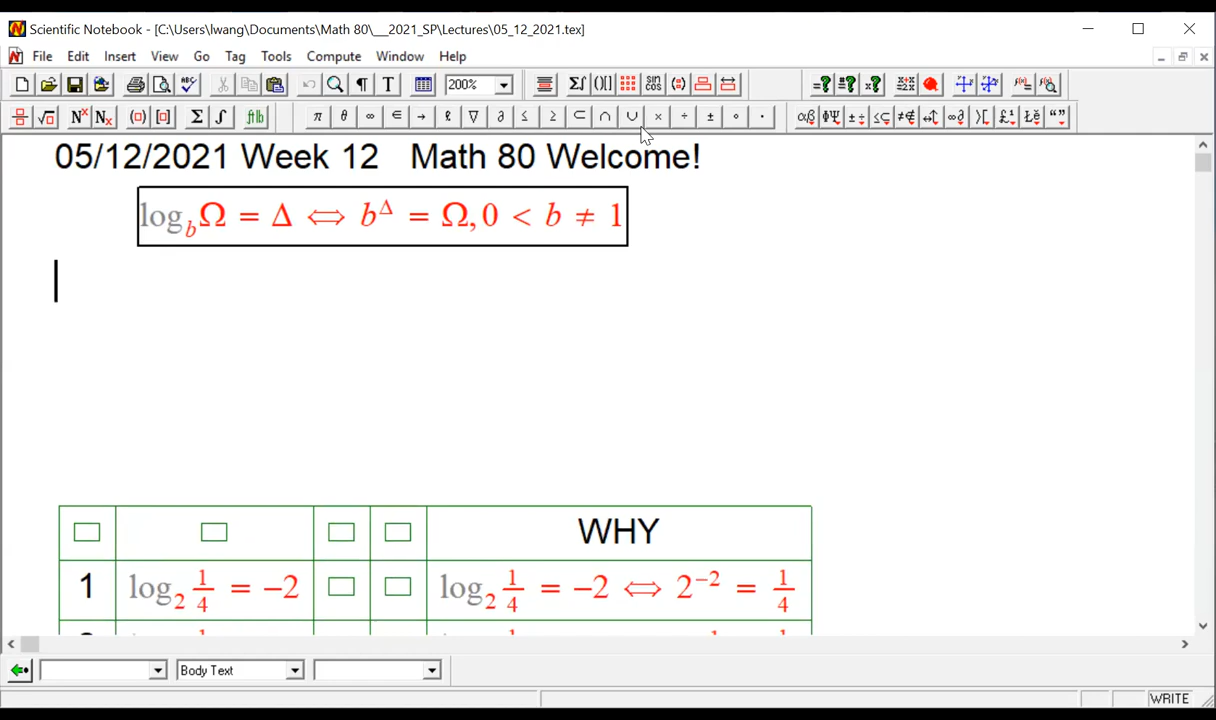 Scientific Notebook - [C:\Users\lwang\Documents\Math 80\__2021_SP\Lectures\05_12_2021.tex]
File Edit Insert View Go Tag Tools Compute Window Help
200%
05/12/2021 Week 12 Math 80 Welcome!
log_b Ω = Δ ⟺ b^Δ = Ω, 0 < b ≠ 1
WHY
1 log_2 1/4 = −2 log_2 1/4 = −2 ⟺ 2^−2 = 1/4
Body Text
WRITE